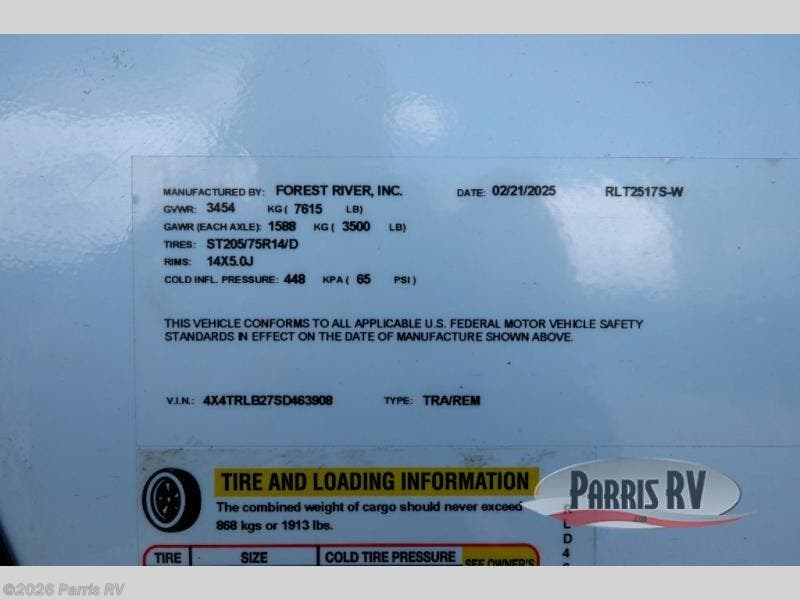 MANUFACTURED BY: FOREST RIVER, INC. DATE: 02/21/2025 RLT2517S-W
GVWR: 3454 KG ( 7615 LB)
GAWR (EACH AXLE): 1588 KG ( 3500 LB)
TIRES: ST205/75R14/D
RIMS: 14X5.0J
COLD INFL. PRESSURE: 448 KPA ( 65 PSI )
THIS VEHICLE CONFORMS TO ALL APPLICABLE U.S. FEDERAL MOTOR VEHICLE SAFETY
STANDARDS IN EFFECT ON THE DATE OF MANUFACTURE SHOWN ABOVE.
V.I.N.: 4X4TRLB27SD463908 TYPE: TRA/REM
TIRE AND LOADING INFORMATION
The combined weight of cargo should never exceed
868 kgs or 1913 lbs.
TIRE SIZE COLD TIRE PRESSURE SEE OWNER'S
PARRIS RV
.com
©2026 Parris RV